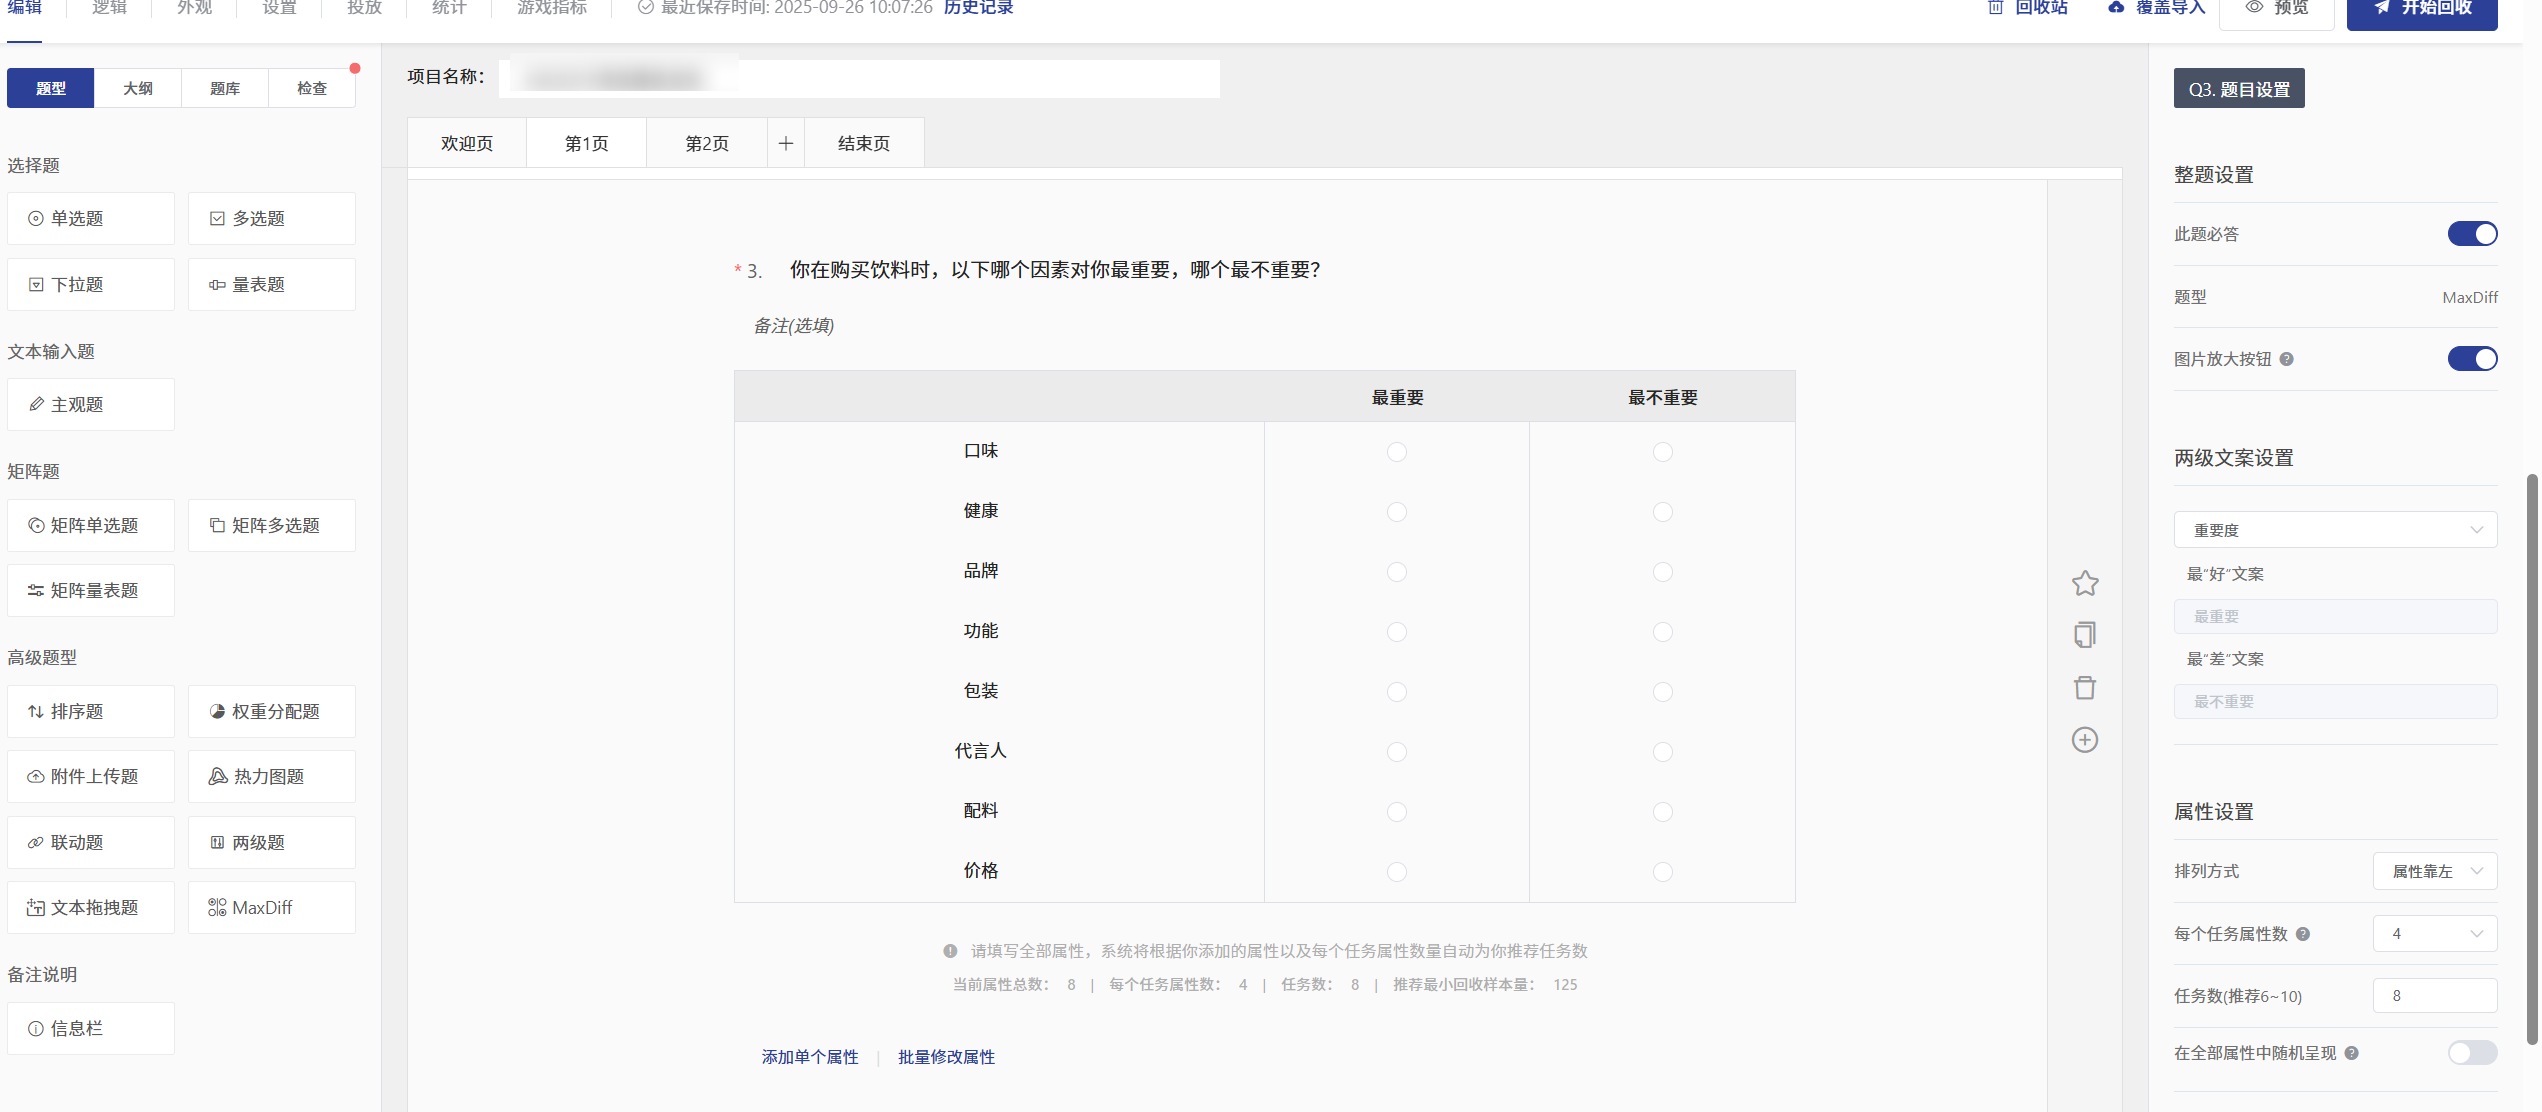 编辑 逻辑 外观 设置 投放 统计 游戏指标 最近保存时间: 2025-09-26 10:07:26 历史记录 回收站 覆盖导入 预览 开始回收
题型 大纲 题库 检查
选择题
单选题 多选题
下拉题 量表题
文本输入题
主观题
矩阵题
矩阵单选题 矩阵多选题
矩阵量表题
高级题型
排序题 权重分配题
附件上传题 热力图题
联动题 两级题
文本拖拽题 MaxDiff
备注说明
信息栏
项目名称：
欢迎页 第1页 第2页 结束页
* 3. 你在购买饮料时，以下哪个因素对你最重要，哪个最不重要？
备注(选填)
最重要 最不重要
口味
健康
品牌
功能
包装
代言人
配料
价格
请填写全部属性，系统将根据你添加的属性以及每个任务属性数量自动为你推荐任务数
当前属性总数： 8 | 每个任务属性数： 4 | 任务数： 8 | 推荐最小回收样本量： 125
添加单个属性 | 批量修改属性
Q3. 题目设置
整题设置
此题必答
题型 MaxDiff
图片放大按钮
两级文案设置
重要度
最“好”文案
最重要
最“差”文案
最不重要
属性设置
排列方式 属性靠左
每个任务属性数 4
任务数(推荐6~10) 8
在全部属性中随机呈现